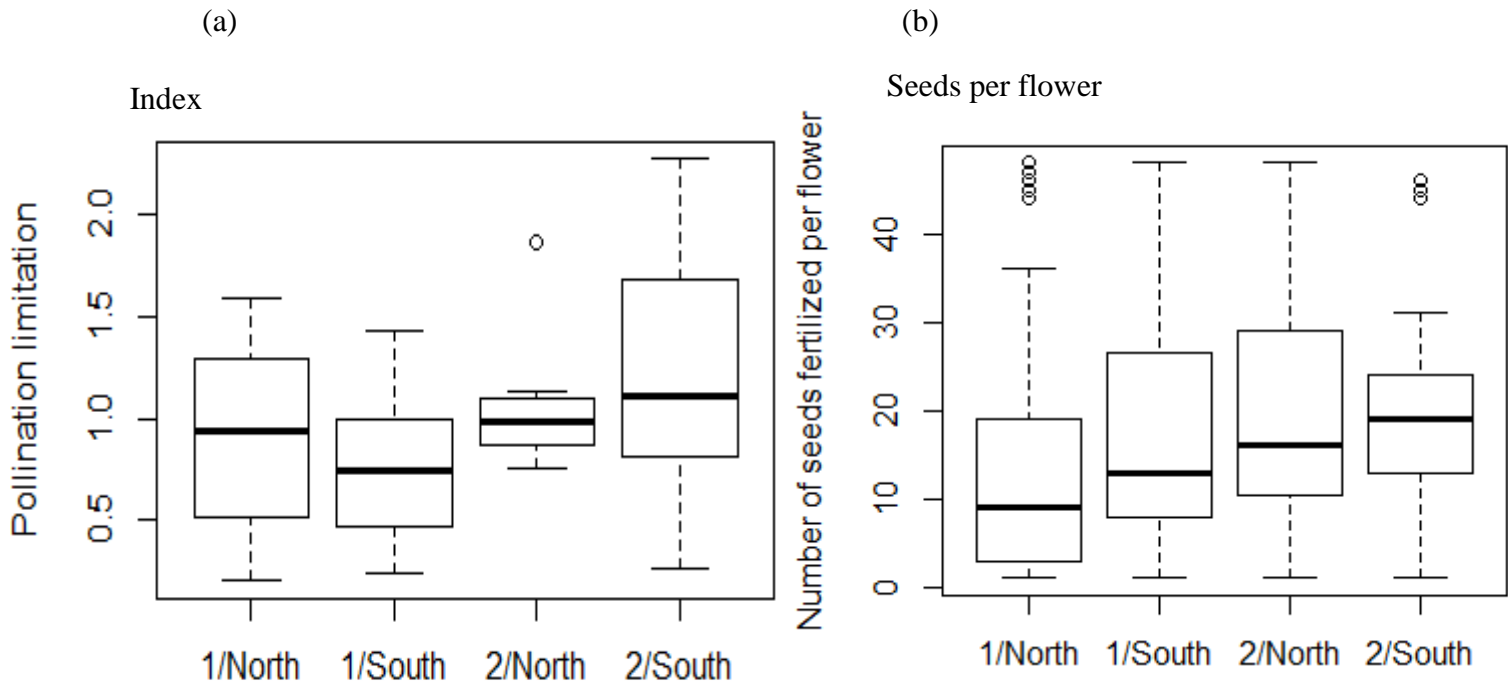 (a)
Index
Pollination limitation
2.0
1.5
1.0
0.5
1/North 1/South 2/North 2/South
(b)
Seeds per flower
Number of seeds fertilized per flower
40
30
20
10
0
1/North 1/South 2/North 2/South